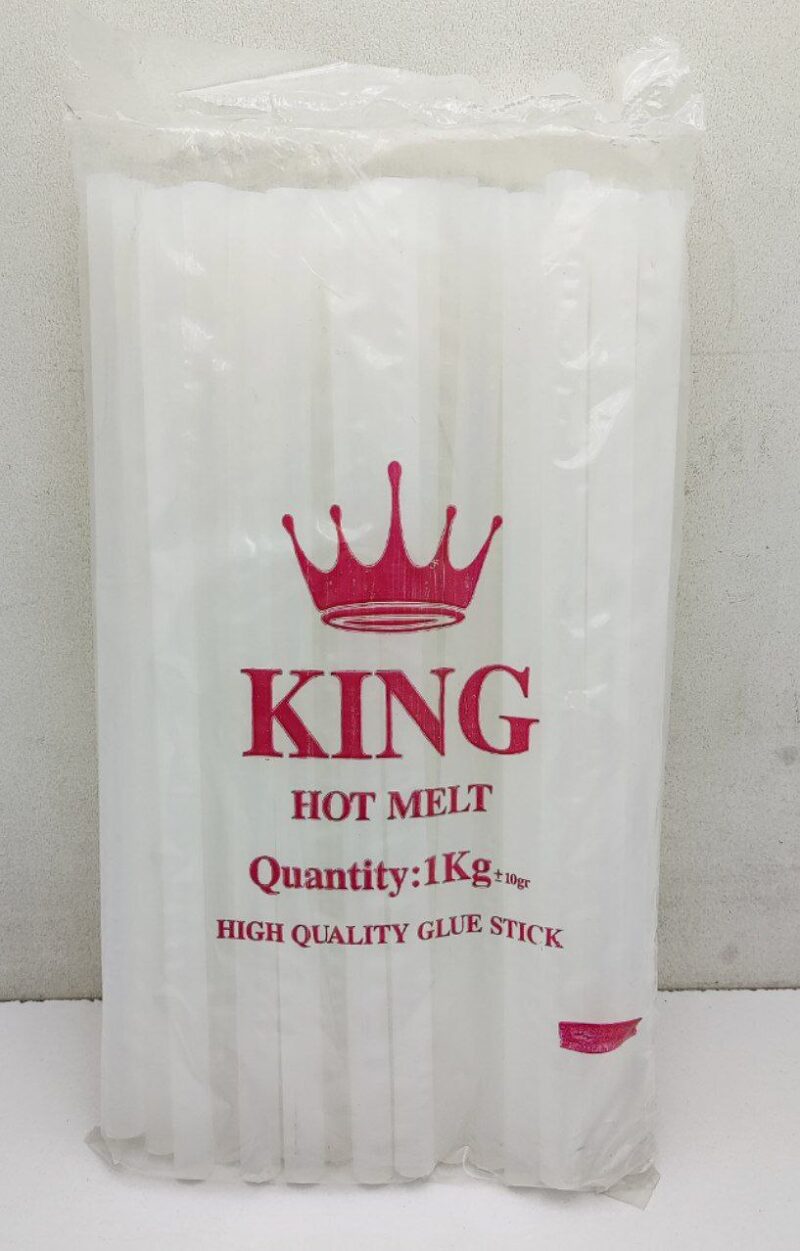 KING
HOT MELT
Quantity:1Kg±10gr
HIGH QUALITY GLUE STICK